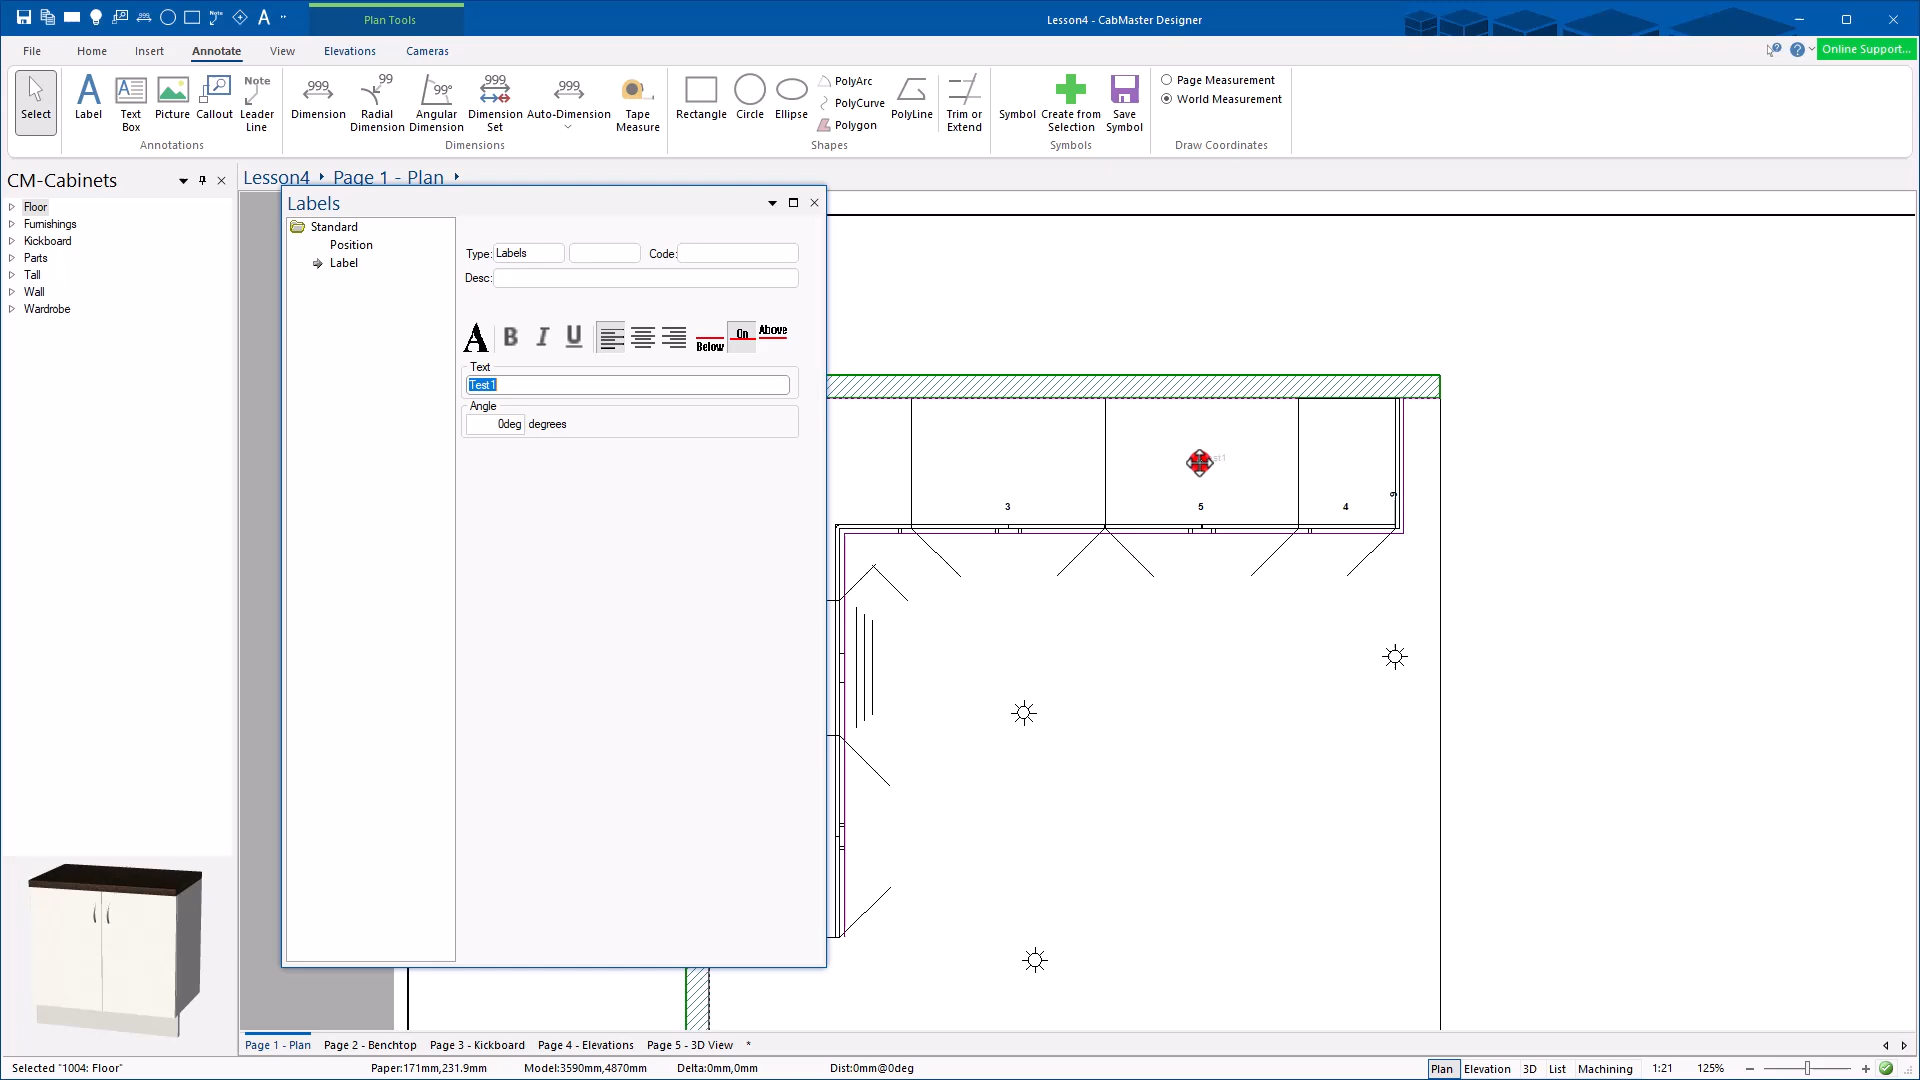 Plan Tools
Lesson4 - CabMaster Designer
File Home Insert Annotate View Elevations Cameras
Online Support...
Select
Label
Text Box
Picture
Callout
Note
Leader Line
Annotations
999
Dimension
99
Radial Dimension
99°
Angular Dimension
999
Dimension Set
999
Auto-Dimension
Tape Measure
Dimensions
Rectangle
Circle
Ellipse
PolyArc
PolyCurve
Polygon
PolyLine
Trim or Extend
Shapes
Symbol
Create from Selection
Save Symbol
Symbols
Page Measurement
World Measurement
Draw Coordinates
CM-Cabinets
Floor
Furnishings
Kickboard
Parts
Tall
Wall
Wardrobe
Lesson4 Page 1 - Plan
Labels
Standard
Position
Label
Type: Labels Code:
Desc:
A B I U Below On Above
Text
Test1
Angle
0deg degrees
3 5 4
6
Page 1 - Plan Page 2 - Benchtop Page 3 - Kickboard Page 4 - Elevations Page 5 - 3D View *
Selected "1004: Floor" Paper:171mm,231.9mm Model:3590mm,4870mm Delta:0mm,0mm Dist:0mm@0deg Plan Elevation 3D List Machining 1:21 125%